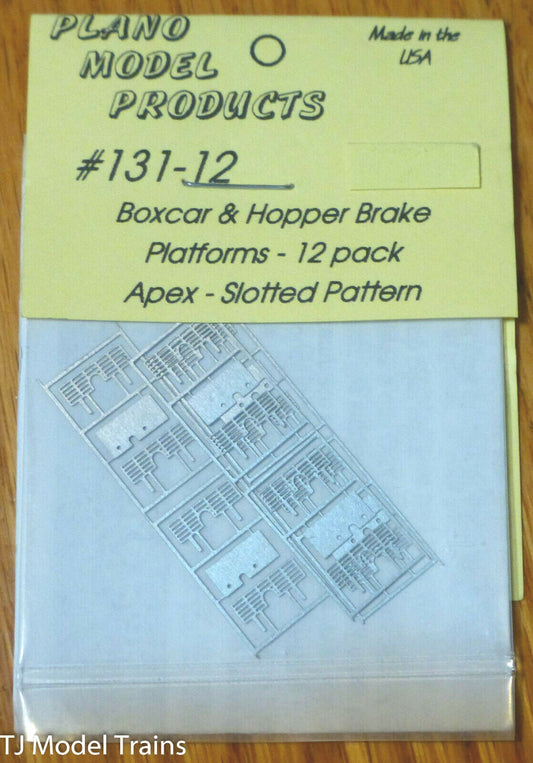 PLANO
MODEL
PRODUCTS
Made in the
USA
#131-12
Boxcar & Hopper Brake
Platforms - 12 pack
Apex - Slotted Pattern
TJ Model Trains